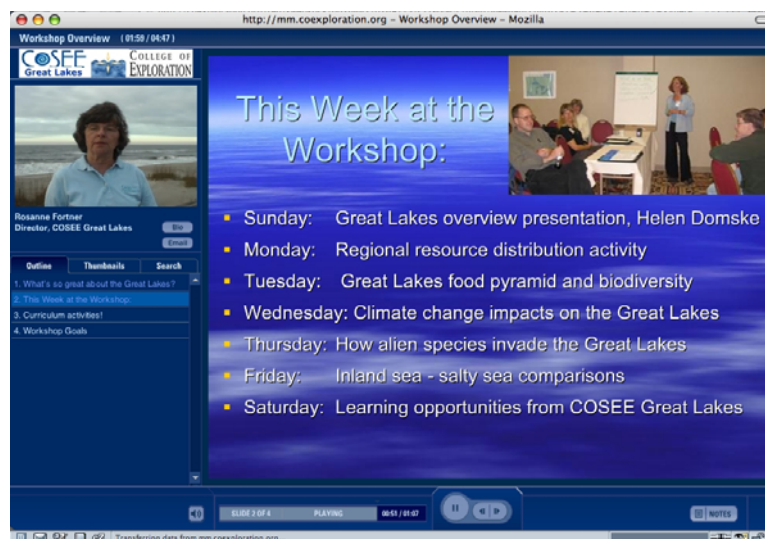 http://mm.coexploration.org – Workshop Overview – Mozilla
Workshop Overview (01:59 / 04:47)
COSEE
Great Lakes
COLLEGE OF
EXPLORATION
This Week at the
Workshop:
Rosanne Fortner
Director, COSEE Great Lakes
Bio
Email
Outline Thumbnails Search
1. What's so great about the Great Lakes?
2. This Week at the Workshop:
3. Curriculum activities!
4. Workshop Goals
Sunday: Great Lakes overview presentation, Helen Domske
Monday: Regional resource distribution activity
Tuesday: Great Lakes food pyramid and biodiversity
Wednesday: Climate change impacts on the Great Lakes
Thursday: How alien species invade the Great Lakes
Friday: Inland sea - salty sea comparisons
Saturday: Learning opportunities from COSEE Great Lakes
SLIDE 2 OF 4 PLAYING 00:51 / 01:07
NOTES
Transferring data from mm.coexploration.org